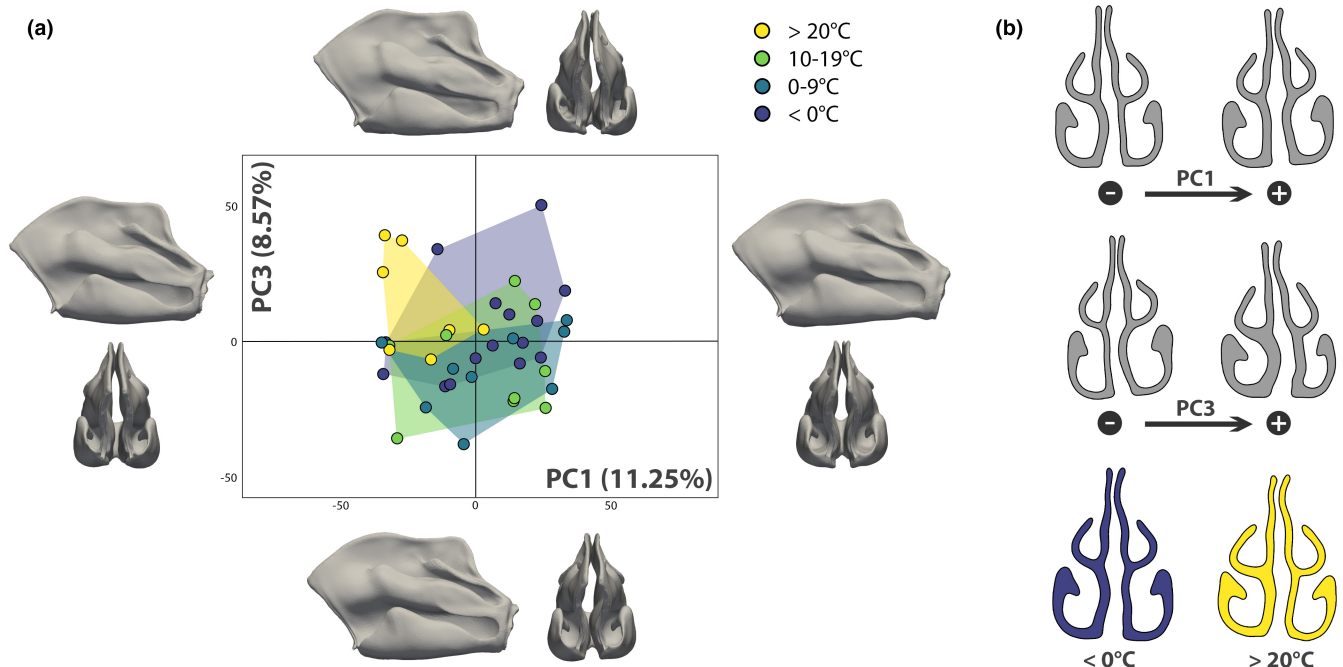 (a)
> 20°C
10-19°C
0-9°C
< 0°C
PC3 (8.57%)
50
0
-50
PC1 (11.25%)
-50
0
50
(b)
-
PC1
+
-
PC3
+
< 0°C
> 20°C